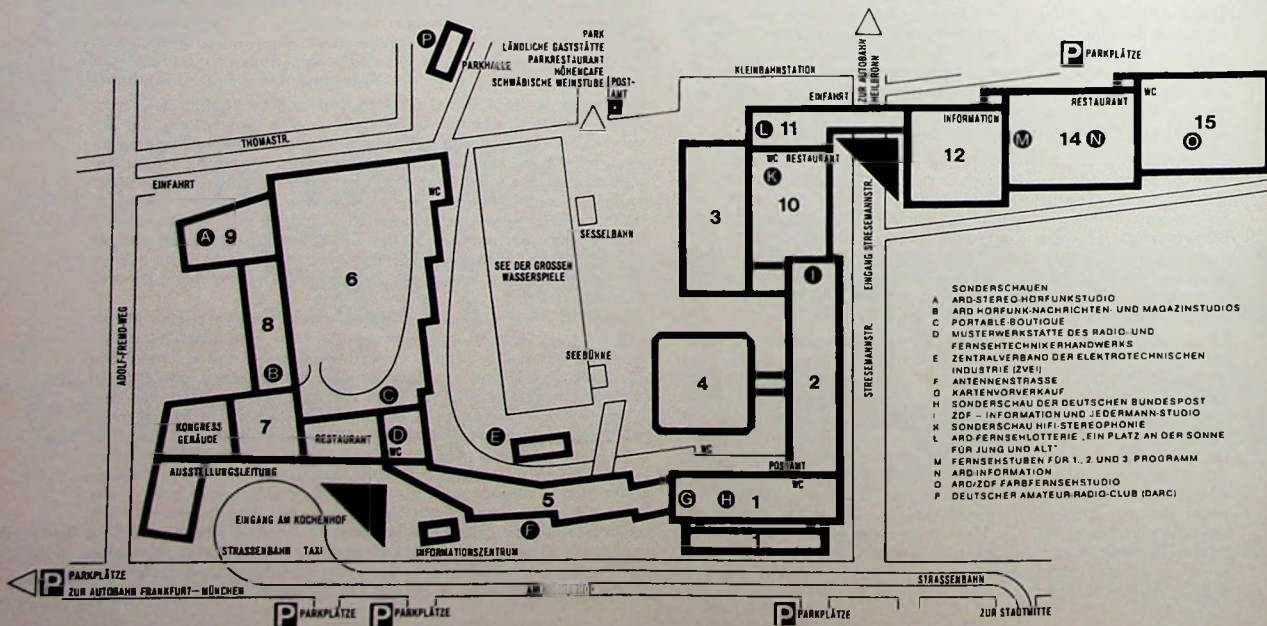 PARK
LÄNDLICHE GASTSTÄTTE
PARKRESTAURANT
HÖHENCAFE
SCHWÄBISCHE WEINSTUBE
POST-
AMT
P
PARKHALLE
KLEINBAHNSTATION
ZUR AUTOBAHN
HEILBRONN
P PARKPLÄTZE
EINFAHRT
THOMASTR.
EINFAHRT
L 11
INFORMATION
12
RESTAURANT
M 14 N
WC
15
O
WC RESTAURANT
K
10
3
A 9
WC
6
SESSELBAHN
SEE DER GROSSEN
WASSERSPIELE
EINGANG STRESEMANNSTR.
I
8
B
ADOLF-FREMD-WEG
SEEBÜHNE
4
2
STRESEMANNSTR.
C
KONGRESS
GEBÄUDE
7
RESTAURANT
D
WC
E
WC
POSTAMT
WC
AUSSTELLUNGSLEITUNG
5
G H 1
EINGANG AM KOCHENHOF
F
STRASSENBAHN TAXI
INFORMATIONSZENTRUM
STRASSENBAHN
P PARKPLÄTZE
ZUR AUTOBAHN FRANKFURT–MÜNCHEN
P PARKPLÄTZE
P PARKPLÄTZE
P PARKPLÄTZE
ZUR STADTMITTE
SONDERSCHAUEN
A ARD-STEREO-HÖRFUNKSTUDIO
B ARD HÖRFUNK-NACHRICHTEN- UND MAGAZINSTUDIOS
C PORTABLE-BOUTIQUE
D MUSTERWERKSTÄTTE DES RADIO- UND
FERNSEHTECHNIKERHANDWERKS
E ZENTRALVERBAND DER ELEKTROTECHNISCHEN
INDUSTRIE (ZVEI)
F ANTENNENSTRASSE
G KARTENVORVERKAUF
H SONDERSCHAU DER DEUTSCHEN BUNDESPOST
I ZDF – INFORMATION UND JEDERMANN-STUDIO
K SONDERSCHAU HIFI-STEREOPHONIE
L ARD-FERNSEHLOTTERIE „EIN PLATZ AN DER SONNE
FÜR JUNG UND ALT"
M FERNSEHSTUBEN FÜR 1., 2. UND 3. PROGRAMM
N ARD-INFORMATION
O ARD/ZDF FARBFERNSEHSTUDIO
P DEUTSCHER AMATEUR-RADIO-CLUB (DARC)